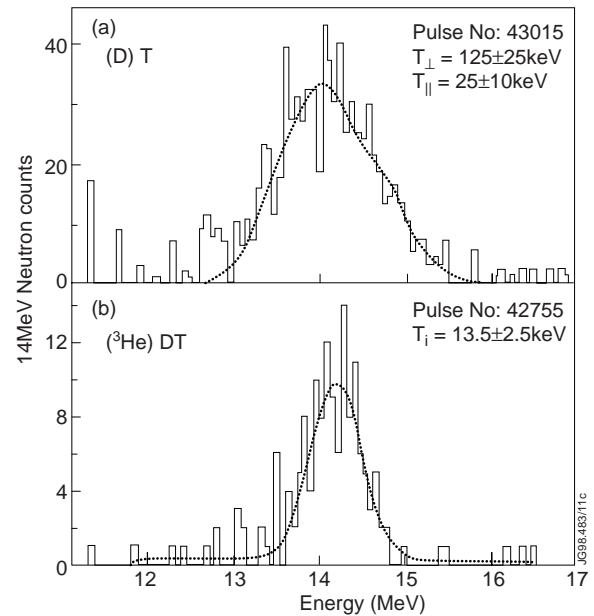 (a)
(D) T
Pulse No: 43015
T⊥ = 125±25keV
T|| = 25±10keV
60
40
20
0
14MeV Neutron counts
(b)
(³He) DT
Pulse No: 42755
Tᵢ = 13.5±2.5keV
12
8
4
0
12
13
14
15
16
17
Energy (MeV)
JG98.483/11c